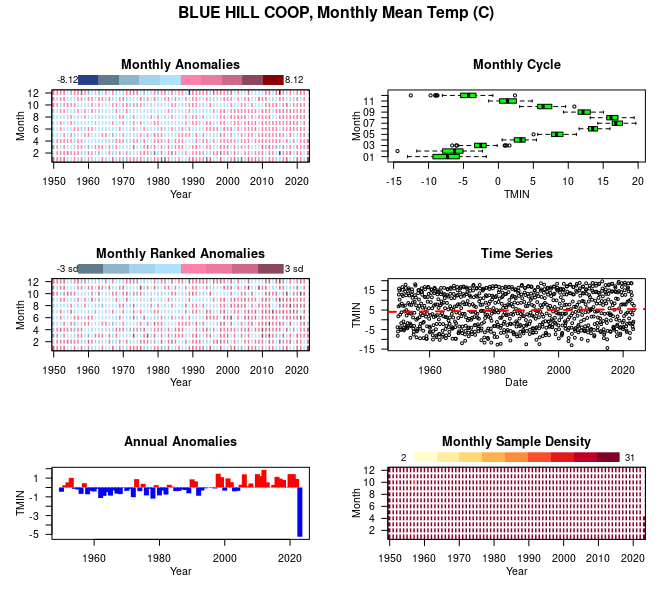 BLUE HILL COOP, Monthly Mean Temp (C)
Monthly Anomalies
-8.12 8.12
Month
12
10
8
6
4
2
1950 1960 1970 1980 1990 2000 2010 2020
Year
Monthly Cycle
Month
11
09
07
05
03
01
-15 -10 -5 0 5 10 15 20
TMIN
Monthly Ranked Anomalies
-3 sd 3 sd
Month
12
10
8
6
4
2
1950 1960 1970 1980 1990 2000 2010 2020
Year
Time Series
TMIN
15
5
-5
-15
1960 1980 2000 2020
Date
Annual Anomalies
TMIN
1
-1
-3
-5
1960 1980 2000 2020
Year
Monthly Sample Density
2 31
Month
12
10
8
6
4
2
1950 1960 1970 1980 1990 2000 2010 2020
Year